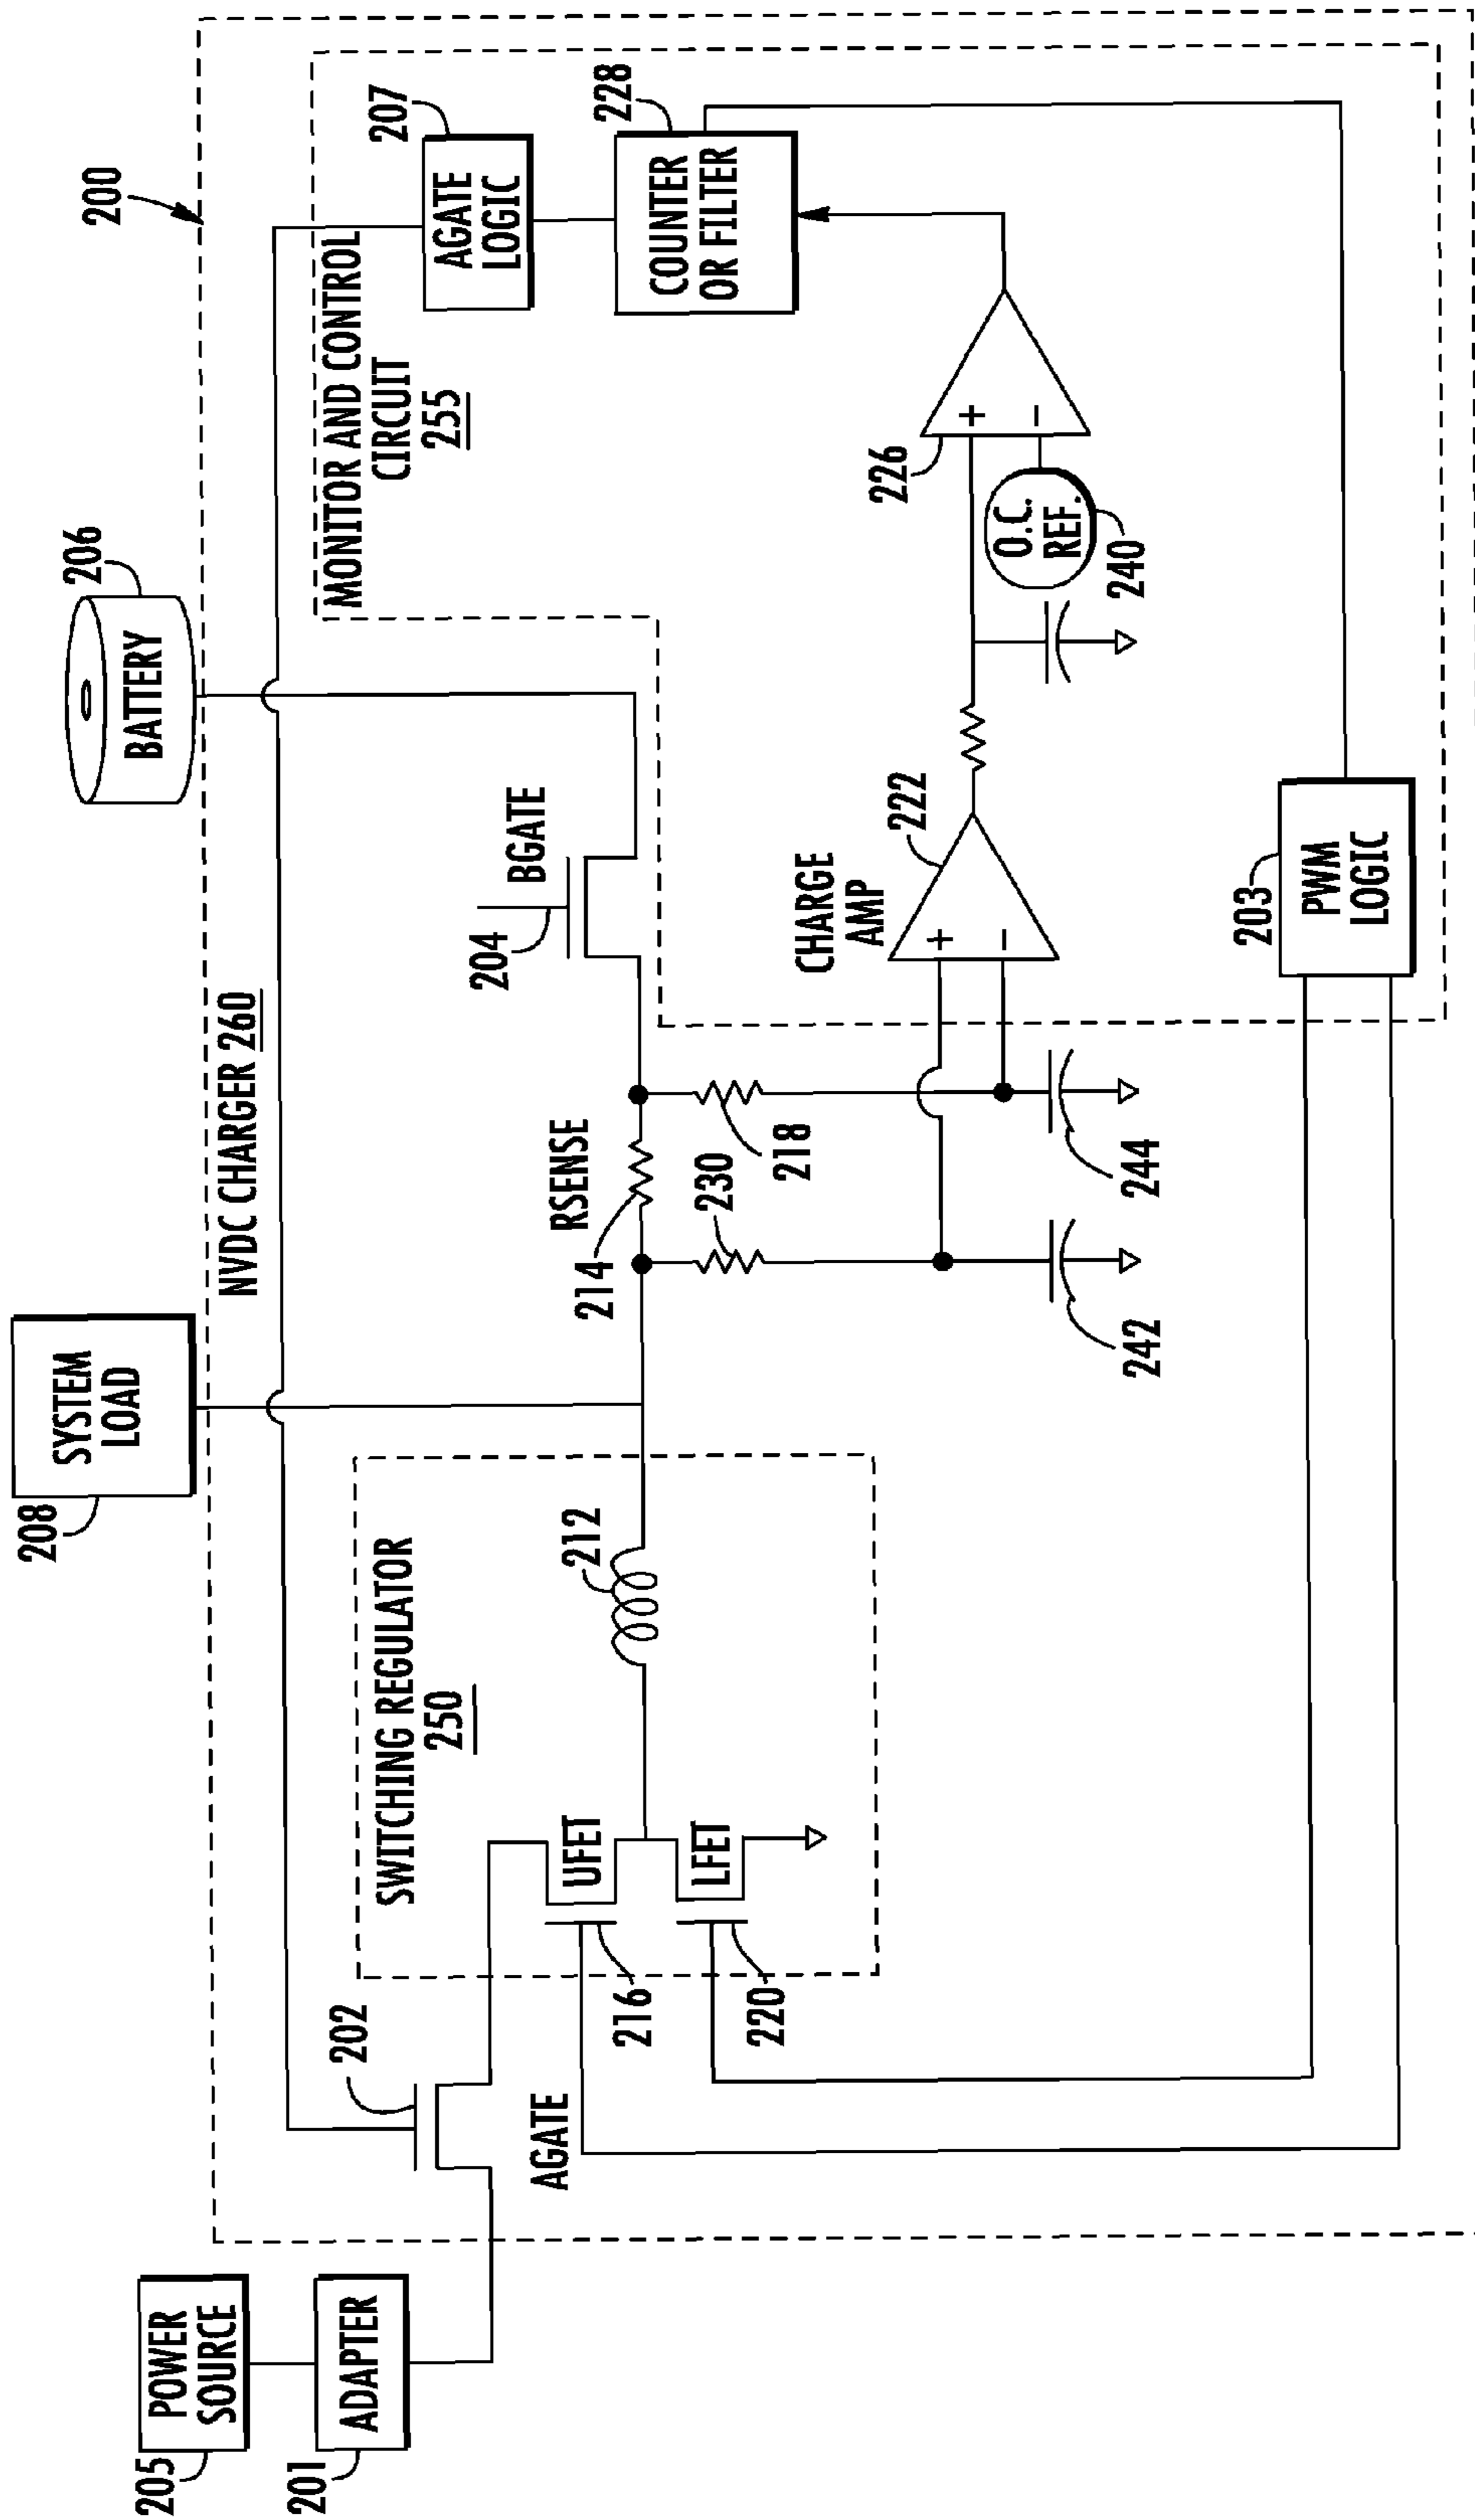 200
208
SYSTEM
LOAD
206
BATTERY
205
POWER
SOURCE
201
ADAPTER
NVDC CHARGER 260
202
AGATE
SWITCHING REGULATOR
250
UFET
LFET
216
220
212
214
RSENSE
230
218
242
244
204
BGATE
MONITOR AND CONTROL
CIRCUIT
255
207
AGATE
LOGIC
228
COUNTER
OR FILTER
CHARGE
AMP
222
+
−
226
+
−
O.C.
REF.
240
203
PWM
LOGIC